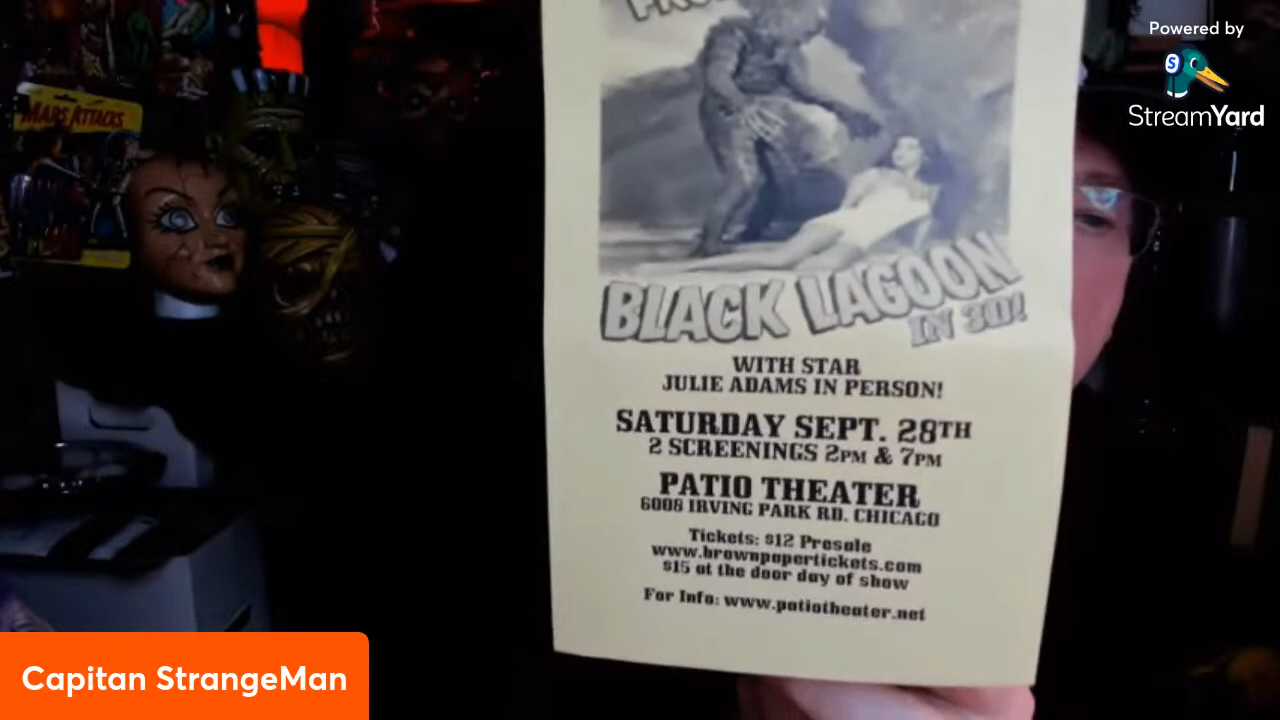 Powered by
StreamYard
MARS ATTACKS
FROM
BLACK LAGOON
IN 3D!
WITH STAR
JULIE ADAMS IN PERSON!
SATURDAY SEPT. 28TH
2 SCREENINGS 2PM & 7PM
PATIO THEATER
6008 IRVING PARK RD. CHICAGO
Tickets: $12 Presale
www.brownpapertickets.com
$15 at the door day of show
For Info: www.patiotheater.net
Capitan StrangeMan